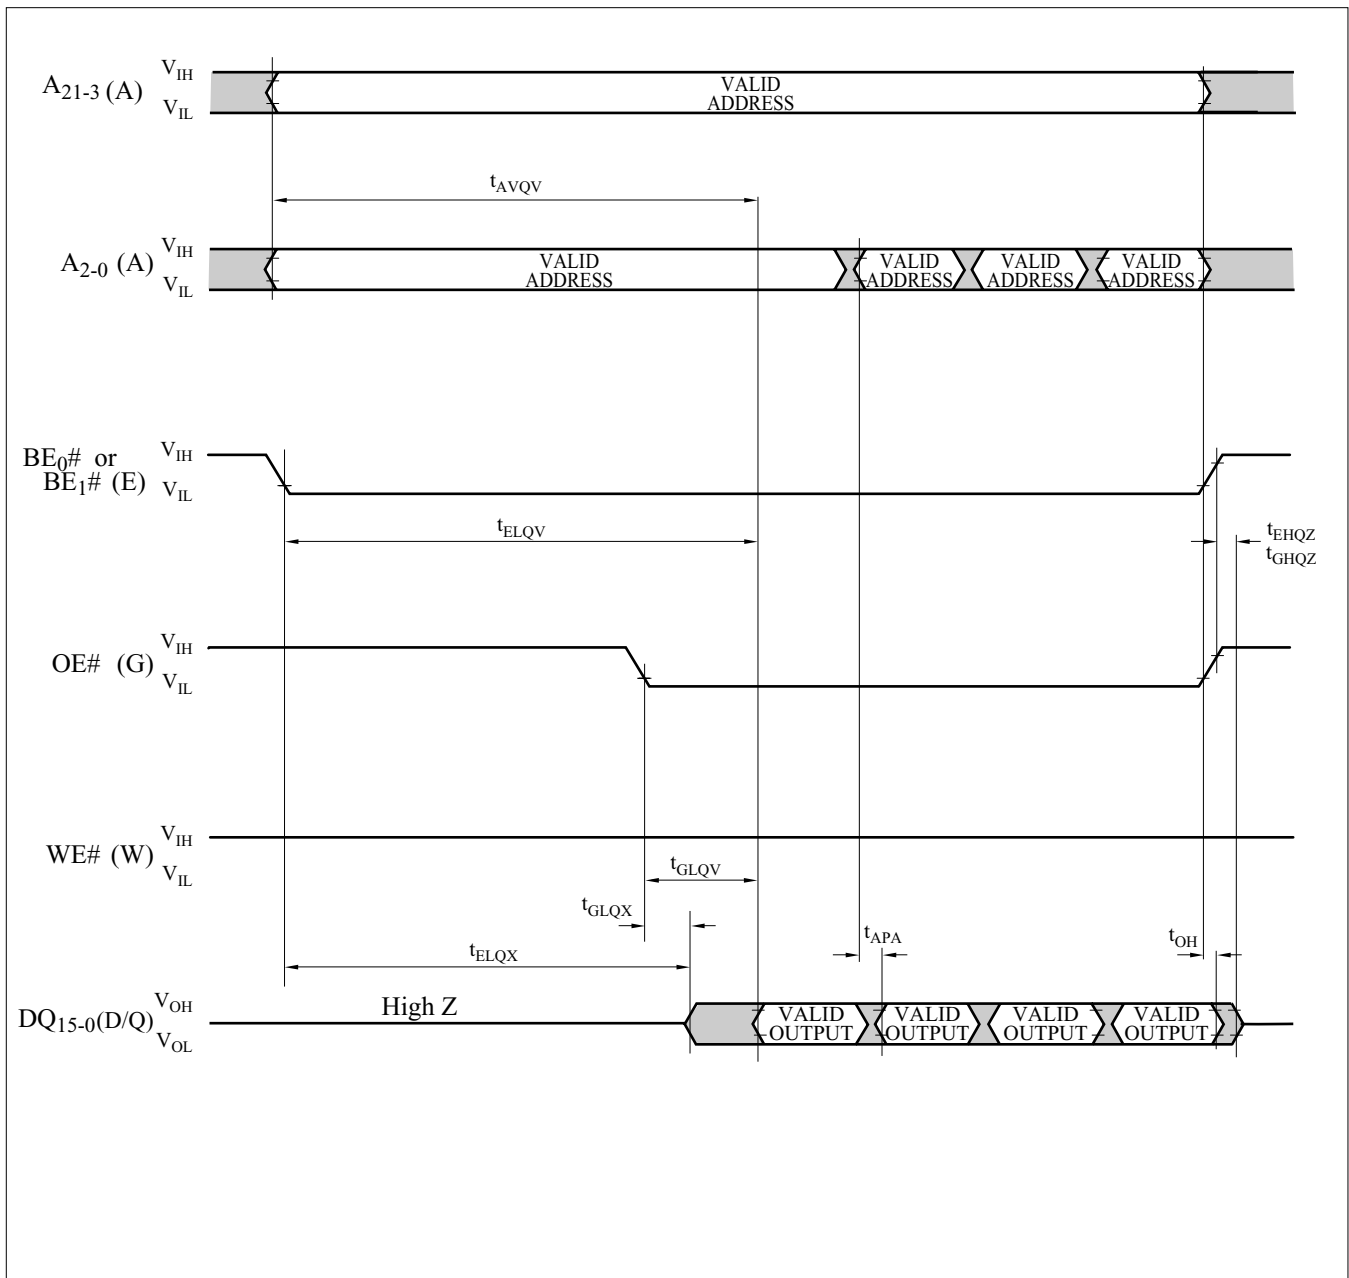 A21-3 (A) VIH VIL VALID ADDRESS
tAVQV
A2-0 (A) VIH VIL VALID ADDRESS VALID ADDRESS VALID ADDRESS VALID ADDRESS
BE0# or BE1# (E) VIH VIL
tELQV
tEHQZ
tGHQZ
OE# (G) VIH VIL
WE# (W) VIH VIL
tGLQV
tGLQX
tAPA
tOH
tELQX
DQ15-0(D/Q) VOH VOL High Z VALID OUTPUT VALID OUTPUT VALID OUTPUT VALID OUTPUT